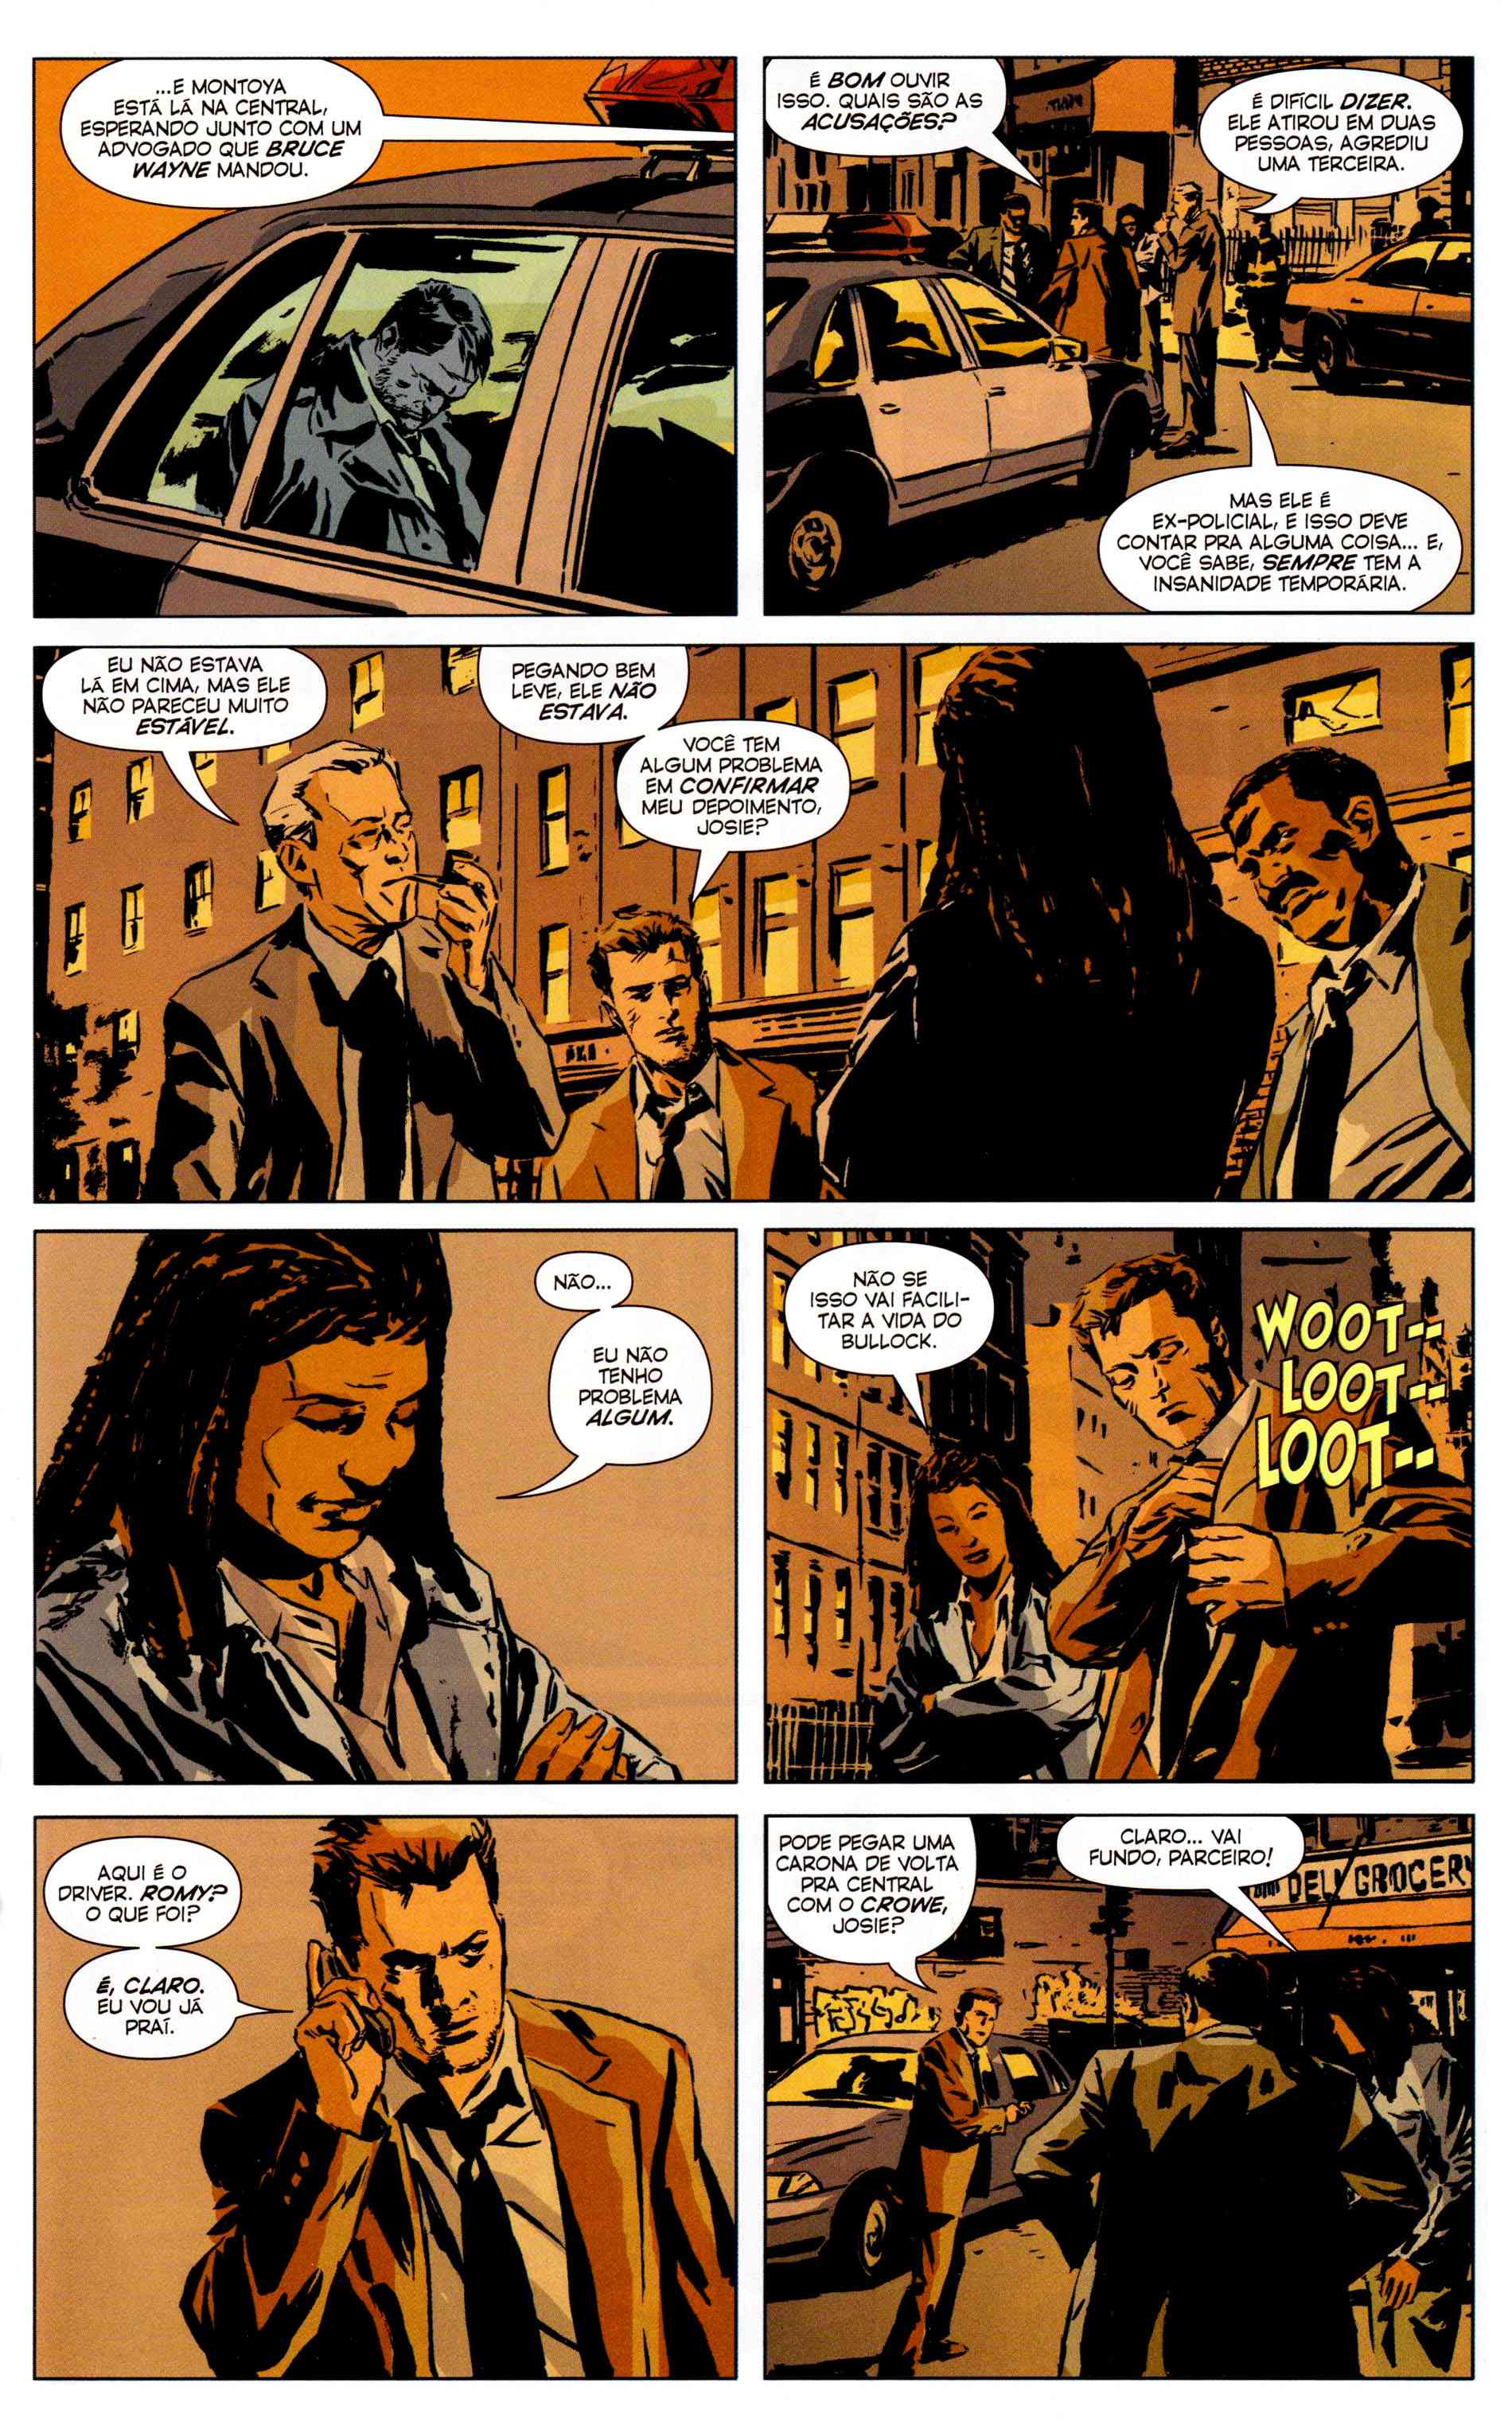 ...E MONTOYA
ESTÁ LÁ NA CENTRAL,
ESPERANDO JUNTO COM UM
ADVOGADO QUE BRUCE
WAYNE MANDOU.
É BOM OUVIR
ISSO. QUAIS SÃO AS
ACUSAÇÕES?
É DIFÍCIL DIZER.
ELE ATIROU EM DUAS
PESSOAS, AGREDIU
UMA TERCEIRA.
MAS ELE É
EX-POLICIAL, E ISSO DEVE
CONTAR PRA ALGUMA COISA... E,
VOCÊ SABE, SEMPRE TEM A
INSANIDADE TEMPORÁRIA.
EU NÃO ESTAVA
LÁ EM CIMA, MAS ELE
NÃO PARECEU MUITO
ESTÁVEL.
PEGANDO BEM
LEVE, ELE NÃO
ESTAVA.
VOCÊ TEM
ALGUM PROBLEMA
EM CONFIRMAR
MEU DEPOIMENTO,
JOSIE?
NÃO...
EU NÃO
TENHO
PROBLEMA
ALGUM.
NÃO SE
ISSO VAI FACILI-
TAR A VIDA DO
BULLOCK.
WOOT--
LOOT--
LOOT--
AQUI É O
DRIVER. ROMY?
O QUE FOI?
É, CLARO.
EU VOU JÁ
PRAÍ.
PODE PEGAR UMA
CARONA DE VOLTA
PRA CENTRAL
COM O CROWE,
JOSIE?
CLARO... VAI
FUNDO, PARCEIRO!
DELY GROCERY